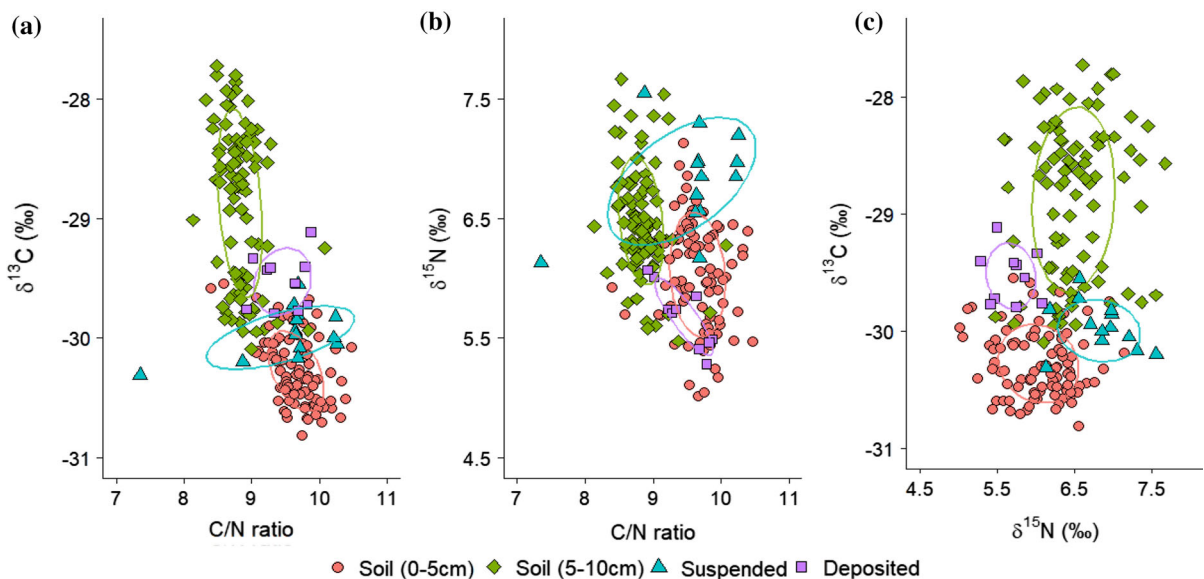 (a)
-28
-29
-30
-31
δ13C (‰)
7 8 9 10 11
C/N ratio
(b)
7.5
6.5
5.5
4.5
δ15N (‰)
7 8 9 10 11
C/N ratio
(c)
-28
-29
-30
-31
δ13C (‰)
4.5 5.5 6.5 7.5
δ15N (‰)
Soil (0-5cm) Soil (5-10cm) Suspended Deposited